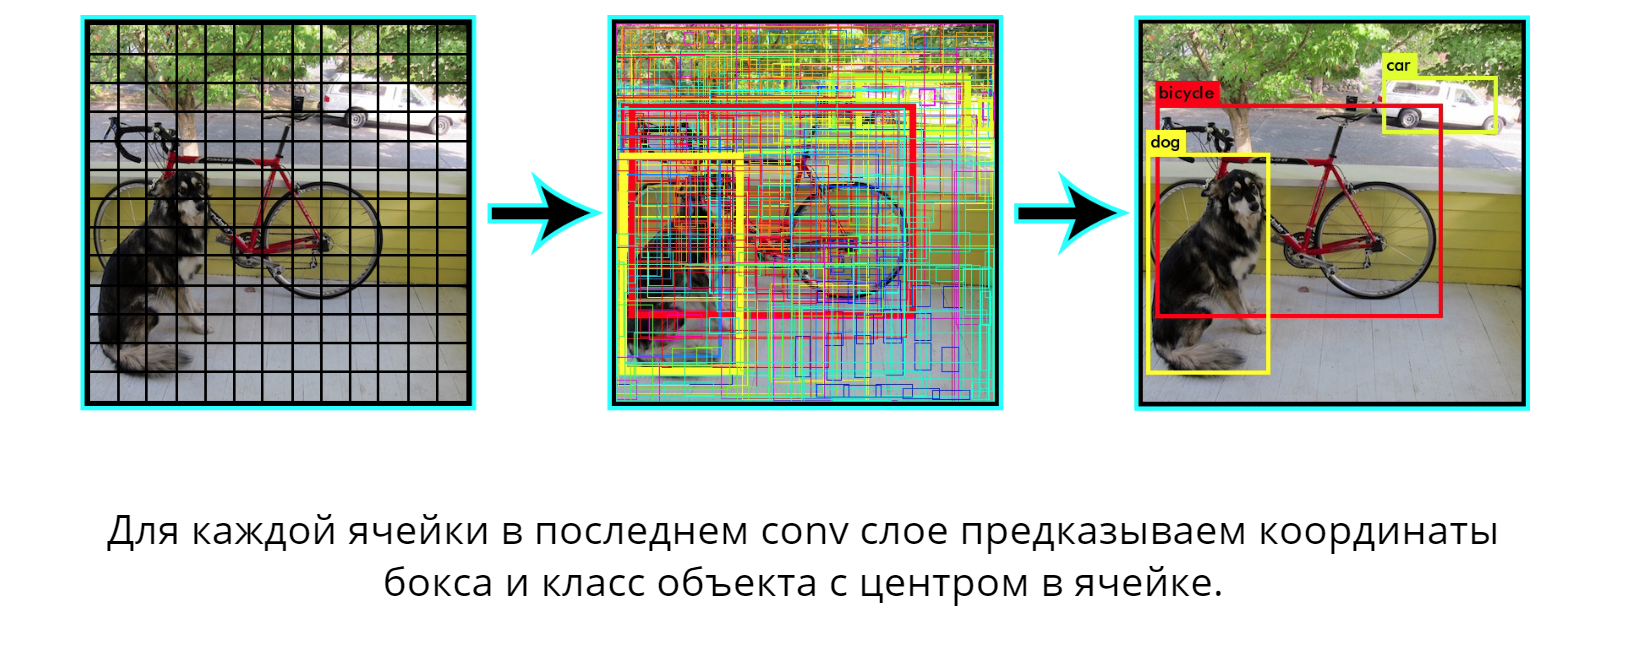 car
bicycle
dog
Для каждой ячейки в последнем conv слое предказываем координаты
бокса и класс объекта с центром в ячейке.